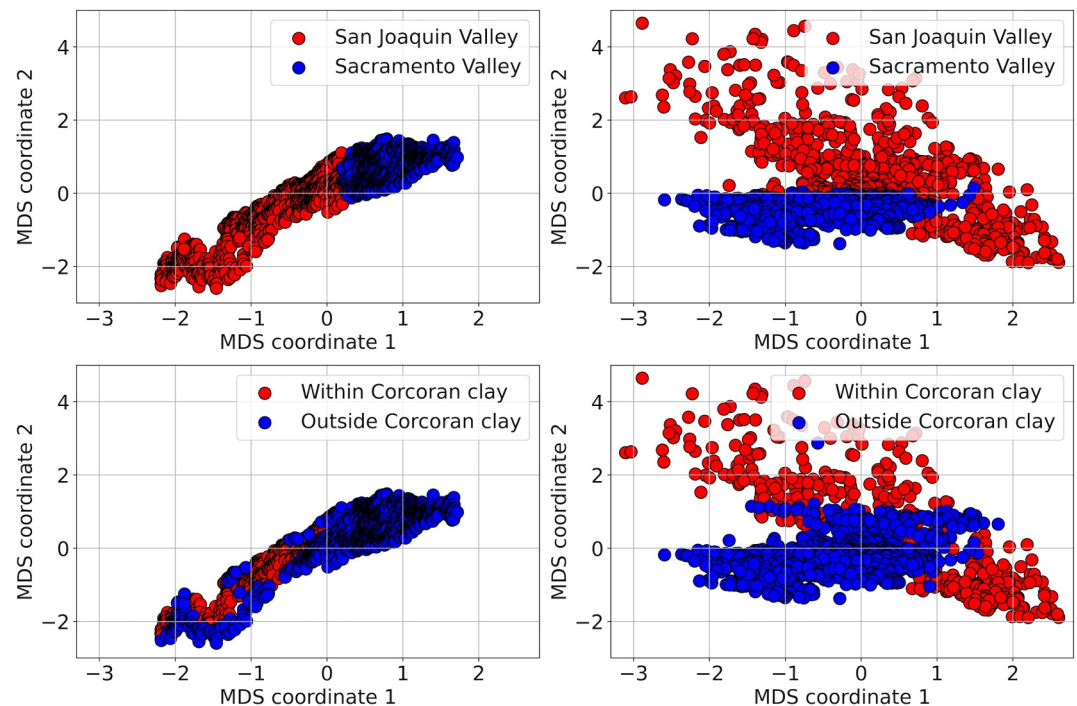 4
2
0
−2
MDS coordinate 2
San Joaquin Valley
Sacramento Valley
−3 −2 −1 0 1 2
MDS coordinate 1
4
2
0
−2
MDS coordinate 2
San Joaquin Valley
Sacramento Valley
−3 −2 −1 0 1 2
MDS coordinate 1
4
2
0
−2
MDS coordinate 2
Within Corcoran clay
Outside Corcoran clay
−3 −2 −1 0 1 2
MDS coordinate 1
4
2
0
−2
MDS coordinate 2
Within Corcoran clay
Outside Corcoran clay
−3 −2 −1 0 1 2
MDS coordinate 1